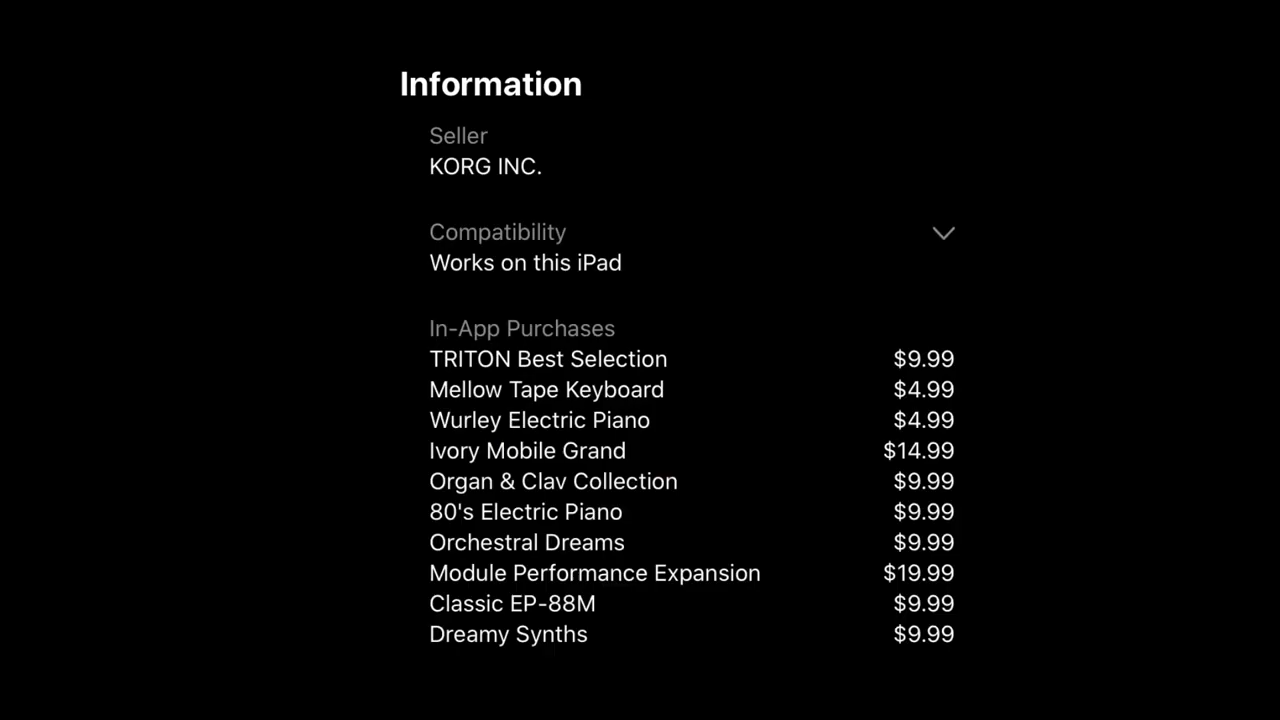 Information
Seller
KORG INC.
Compatibility
Works on this iPad
In-App Purchases
TRITON Best Selection $9.99
Mellow Tape Keyboard $4.99
Wurley Electric Piano $4.99
Ivory Mobile Grand $14.99
Organ & Clav Collection $9.99
80's Electric Piano $9.99
Orchestral Dreams $9.99
Module Performance Expansion $19.99
Classic EP-88M $9.99
Dreamy Synths $9.99